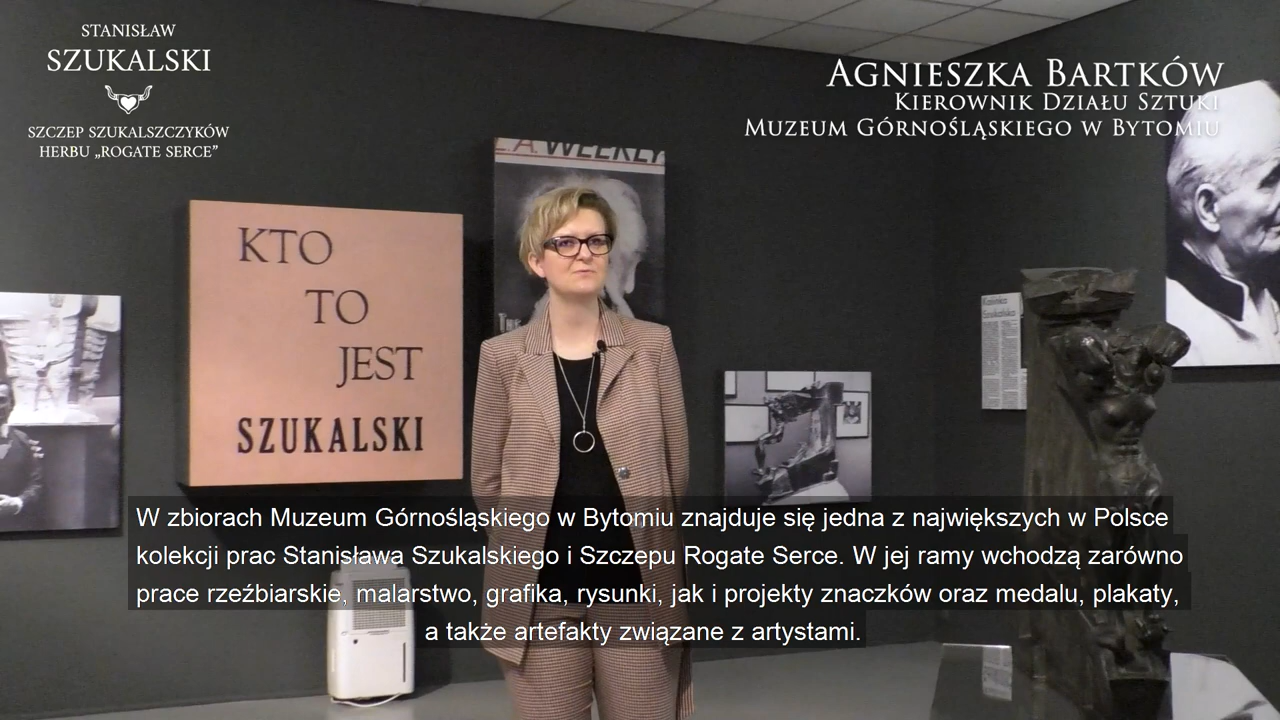 STANISŁAW
SZUKALSKI
SZCZEP SZUKALSZCZYKÓW
HERBU „ROGATE SERCE”
AGNIESZKA BARTKÓW
KIEROWNIK DZIAŁU SZTUKI
MUZEUM GÓRNOŚLĄSKIEGO W BYTOMIU
L.A. WEEKLY
KTO
TO
JEST
SZUKALSKI
W zbiorach Muzeum Górnośląskiego w Bytomiu znajduje się jedna z największych w Polsce
kolekcji prac Stanisława Szukalskiego i Szczepu Rogate Serce. W jej ramy wchodzą zarówno
prace rzeźbiarskie, malarstwo, grafika, rysunki, jak i projekty znaczków oraz medalu, plakaty,
a także artefakty związane z artystami.